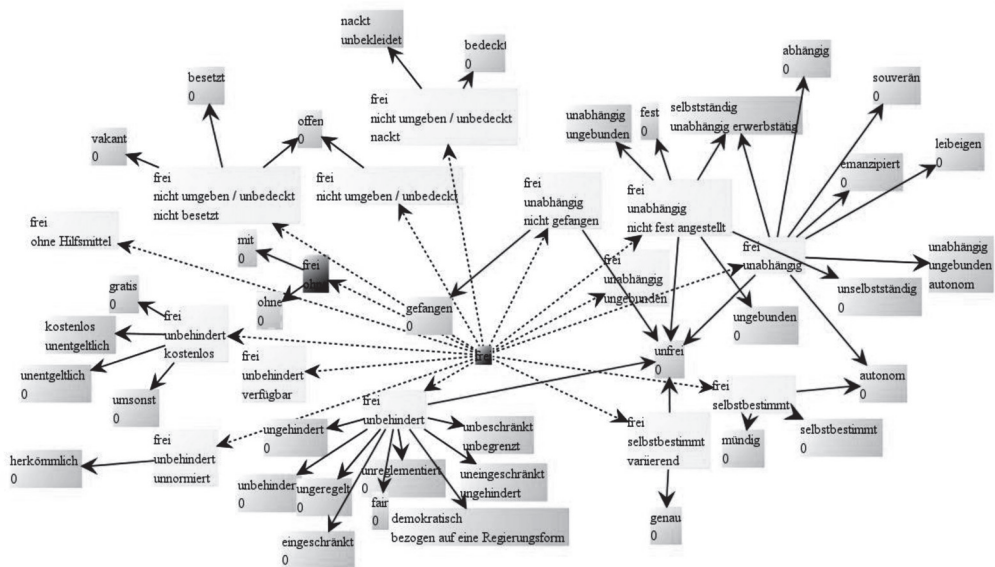 nackt
unbekleidet
bedeckt
0
abhängig
0
souverän
0
besetzt
0
frei
nicht umgeben / unbedeckt
nackt
unabhängig
ungebunden
fest
0
selbstständig
unabhängig erwerbstätig
vakant
0
offen
0
leibeigen
0
emanzipiert
0
frei
nicht umgeben / unbedeckt
nicht besetzt
frei
nicht umgeben / unbedeckt
frei
unabhängig
nicht gefangen
frei
unabhängig
nicht fest angestellt
frei
ohne Hilfsmittel
mit
0
frei
ohne
frei
unabhängig
unabhängig
ungebunden
autonom
frei
unabhängig
ungebunden
unselbstständig
0
gratis
0
ohne
0
gefangen
0
ungebunden
0
frei
unbehindert
kostenlos
kostenlos
unentgeltlich
frei
unfrei
0
unentgeltlich
0
frei
unbehindert
verfügbar
autonom
0
umsonst
0
frei
unbehindert
frei
selbstbestimmt
frei
selbstbestimmt
variierend
ungehindert
0
unbeschränkt
unbegrenzt
mündig
0
selbstbestimmt
0
frei
unbehindert
unnormiert
herkömmlich
0
unbehindert
0
ungeregelt
0
unreglementiert
0
uneingeschränkt
ungehindert
fair
0
demokratisch
bezogen auf eine Regierungsform
genau
0
eingeschränkt
0